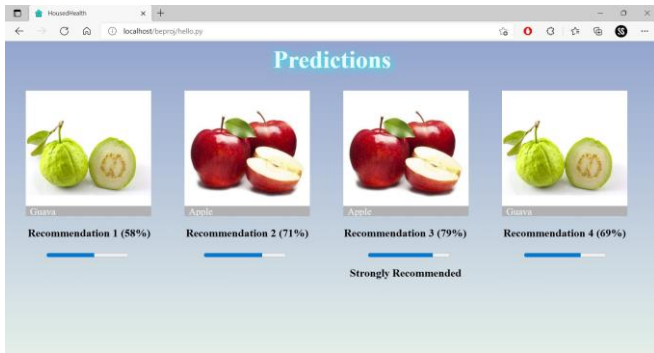 HousedHealth
localhost/beproj/hello.py
SS
Predictions
Guava
Apple
Apple
Guava
Recommendation 1 (58%)
Recommendation 2 (71%)
Recommendation 3 (79%)
Recommendation 4 (69%)
Strongly Recommended